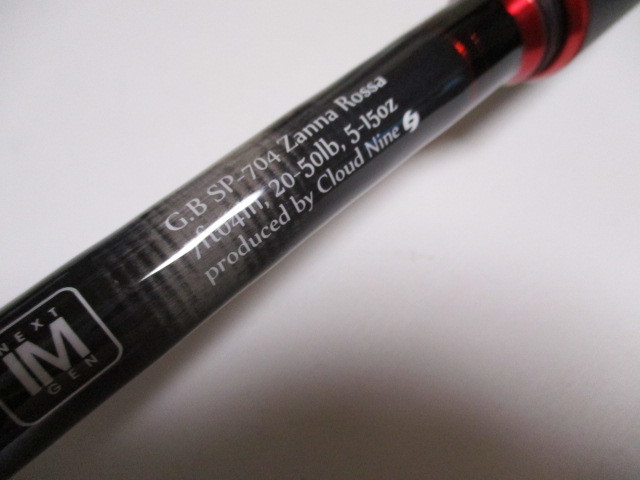 G.B SP-704 Zanna Rossa
7ft04in, 20-50lb, 5-15oz
produced by Cloud Nine
NEXT
IM
GEN